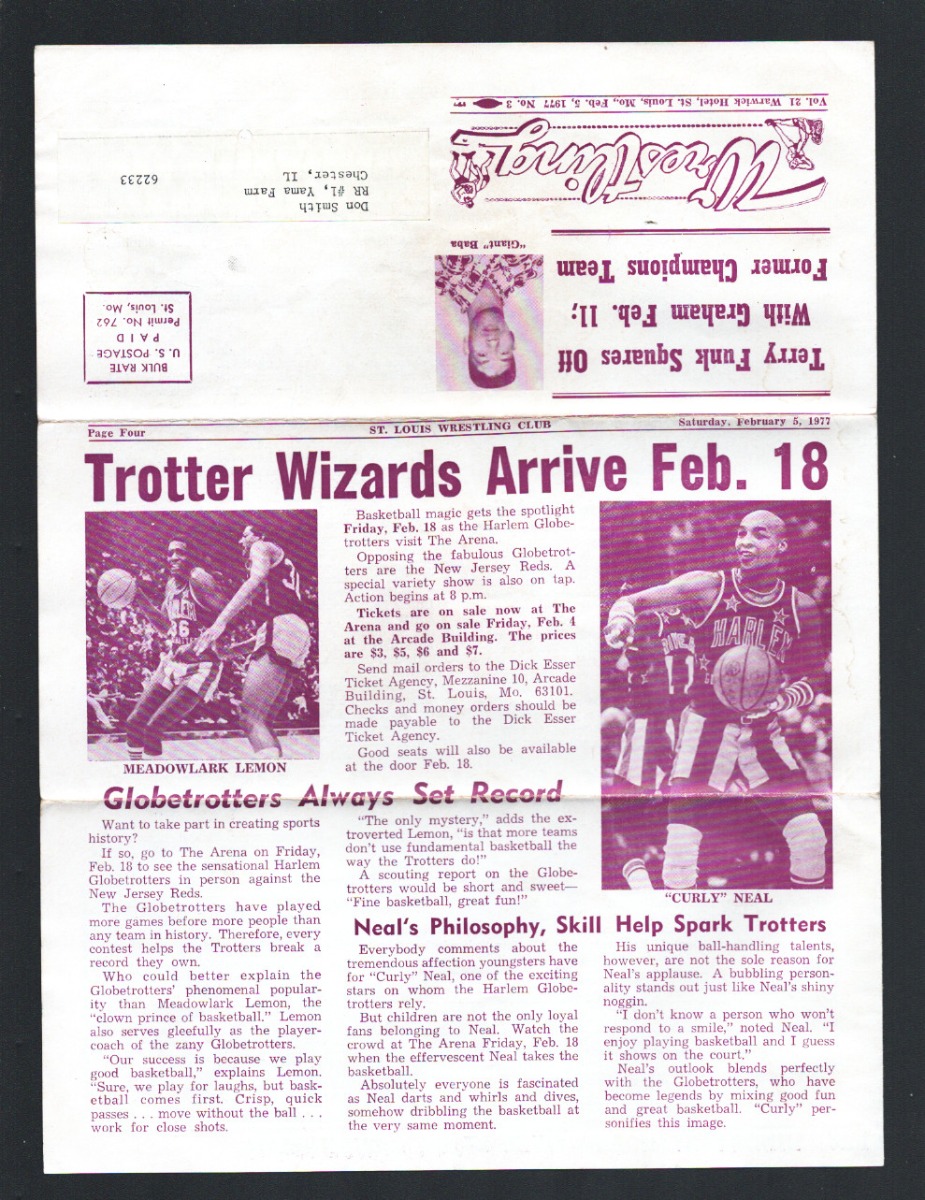 Vol. 21 Warwick Hotel, St. Louis, Mo., Feb. 5, 1977 No. 3
Wrestling
Terry Funk Squares Off
With Graham Feb. 11;
Former Champions Team
"Giant" Baba
Don Smith
RR #1, Yama Farm
Chester, IL
62233
BULK RATE
U. S. POSTAGE
PAID
Permit No. 762
St. Louis, Mo.
Page Four
ST. LOUIS WRESTLING CLUB
Saturday, February 5, 1977
Trotter Wizards Arrive Feb. 18
MEADOWLARK LEMON
Basketball magic gets the spotlight
Friday, Feb. 18 as the Harlem Globe-
trotters visit The Arena.
Opposing the fabulous Globetrot-
ters are the New Jersey Reds. A
special variety show is also on tap.
Action begins at 8 p.m.
Tickets are on sale now at The
Arena and go on sale Friday, Feb. 4
at the Arcade Building. The prices
are $3, $5, $6 and $7.
Send mail orders to the Dick Esser
Ticket Agency, Mezzanine 10, Arcade
Building, St. Louis, Mo. 63101.
Checks and money orders should be
made payable to the Dick Esser
Ticket Agency.
Good seats will also be available
at the door Feb. 18.
HARLEM
"CURLY" NEAL
Globetrotters Always Set Record
Want to take part in creating sports
history?
If so, go to The Arena on Friday,
Feb. 18 to see the sensational Harlem
Globetrotters in person against the
New Jersey Reds.
The Globetrotters have played
more games before more people than
any team in history. Therefore, every
contest helps the Trotters break a
record they own.
Who could better explain the
Globetrotters' phenomenal popular-
ity than Meadowlark Lemon, the
"clown prince of basketball." Lemon
also serves gleefully as the player-
coach of the zany Globetrotters.
"Our success is because we play
good basketball," explains Lemon.
"Sure, we play for laughs, but bask-
etball comes first. Crisp, quick
passes . . . move without the ball . . .
work for close shots.
"The only mystery," adds the ex-
troverted Lemon, "is that more teams
don't use fundamental basketball the
way the Trotters do!"
A scouting report on the Globe-
trotters would be short and sweet—
"Fine basketball, great fun!"
Neal's Philosophy, Skill Help Spark Trotters
Everybody comments about the
tremendous affection youngsters have
for "Curly" Neal, one of the exciting
stars on whom the Harlem Globe-
trotters rely.
But children are not the only loyal
fans belonging to Neal. Watch the
crowd at The Arena Friday, Feb. 18
when the effervescent Neal takes the
basketball.
Absolutely everyone is fascinated
as Neal darts and whirls and dives,
somehow dribbling the basketball at
the very same moment.
His unique ball-handling talents,
however, are not the sole reason for
Neal's applause. A bubbling person-
ality stands out just like Neal's shiny
noggin.
"I don't know a person who won't
respond to a smile," noted Neal. "I
enjoy playing basketball and I guess
it shows on the court."
Neal's outlook blends perfectly
with the Globetrotters, who have
become legends by mixing good fun
and great basketball. "Curly" per-
sonifies this image.